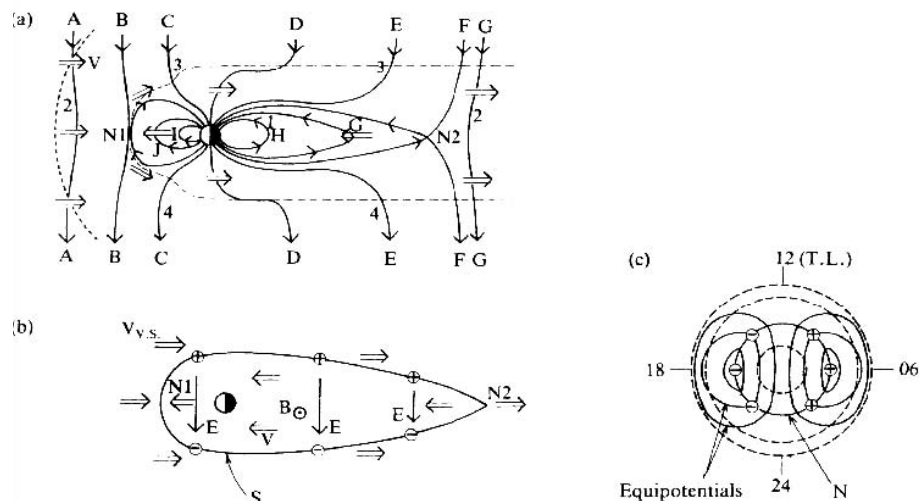 (a)
A B C D E F G
V
3 3
2 2
N1 I H G N2
J
4 4
A B C D E F G
(c)
12 (T.L.)
(b)
V V.S.
18 06
N1 N2
B
E E E
V
Equipotentials N
24
S